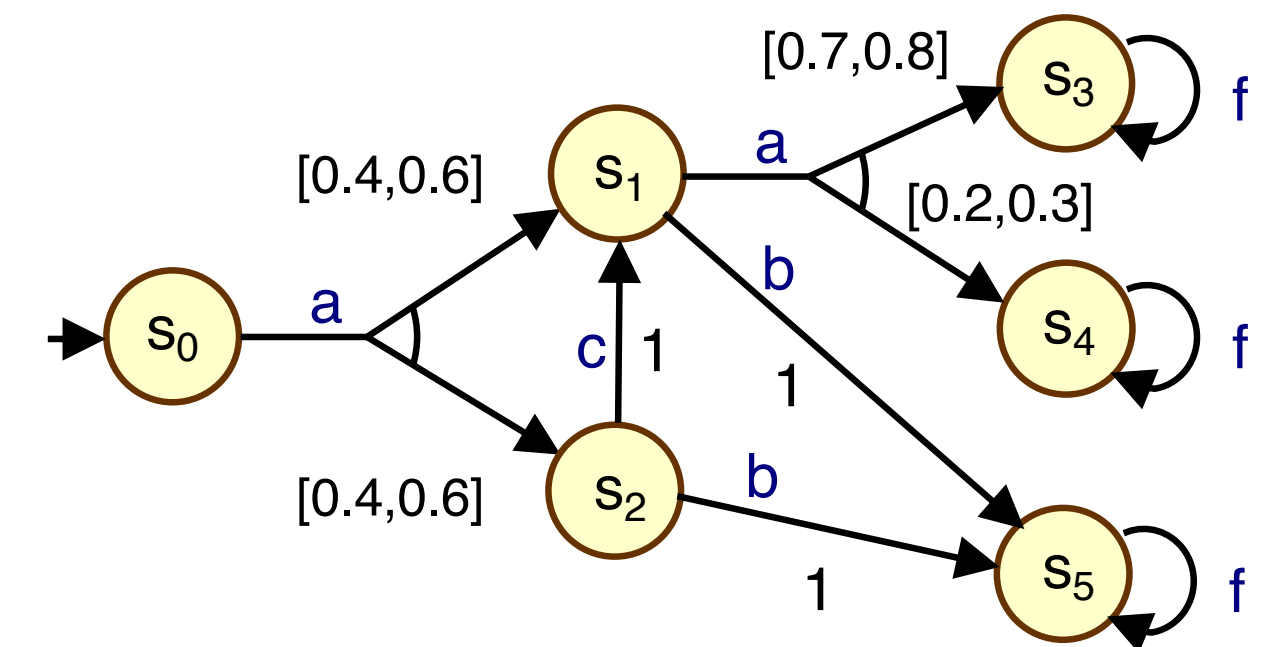 [0.7,0.8]
s3
f
a
[0.4,0.6]
s1
[0.2,0.3]
b
a
s0
s4
f
c 1
1
[0.4,0.6]
s2
b
s5
f
1